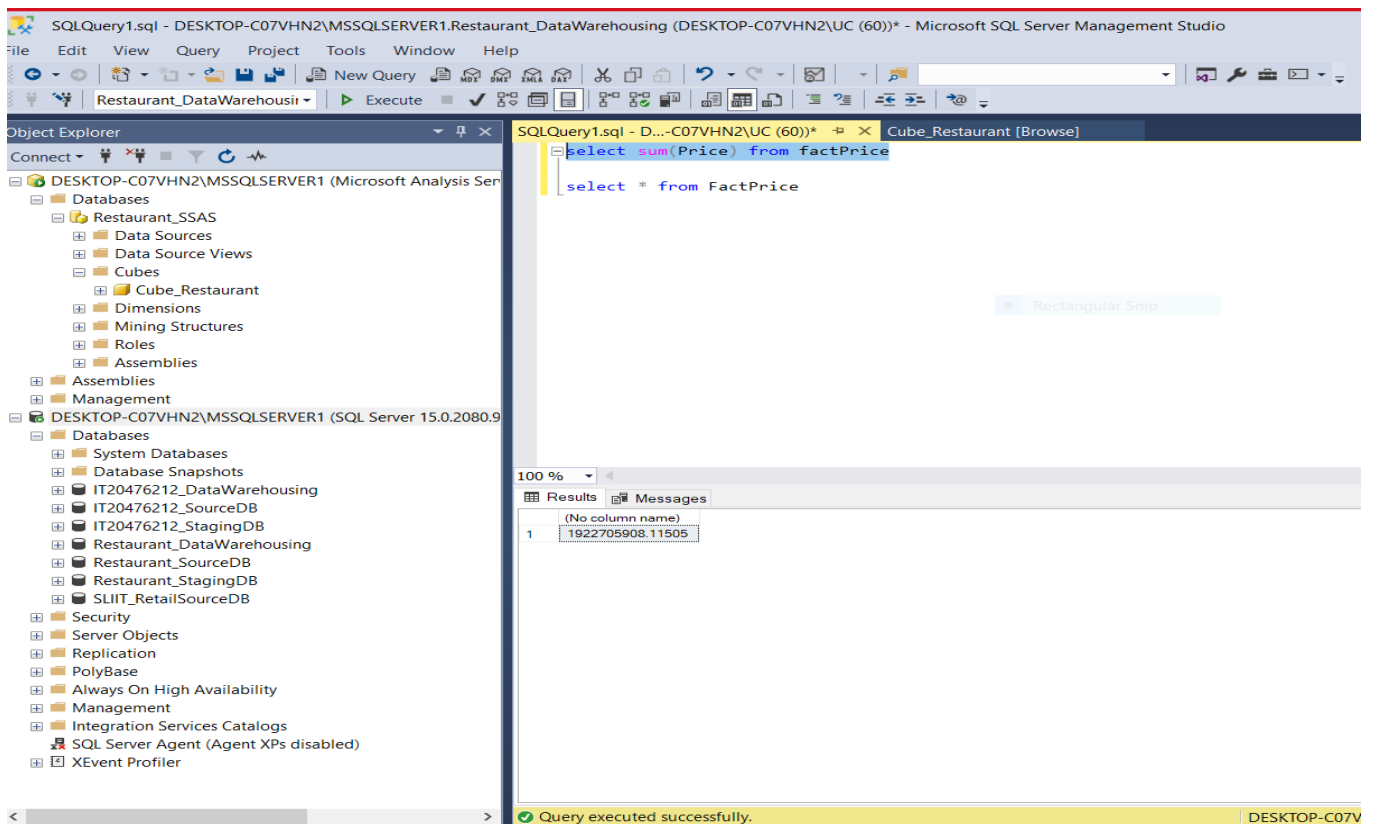 SQLQuery1.sql - DESKTOP-C07VHN2\MSSQLSERVER1.Restaurant_DataWarehousing (DESKTOP-C07VHN2\UC (60))* - Microsoft SQL Server Management Studio
File Edit View Query Project Tools Window Help
New Query MDX DMX XMLA DAX
Restaurant_DataWarehousin Execute
Object Explorer
Connect
DESKTOP-C07VHN2\MSSQLSERVER1 (Microsoft Analysis Ser
Databases
Restaurant_SSAS
Data Sources
Data Source Views
Cubes
Cube_Restaurant
Dimensions
Mining Structures
Roles
Assemblies
Assemblies
Management
DESKTOP-C07VHN2\MSSQLSERVER1 (SQL Server 15.0.2080.9
Databases
System Databases
Database Snapshots
IT20476212_DataWarehousing
IT20476212_SourceDB
IT20476212_StagingDB
Restaurant_DataWarehousing
Restaurant_SourceDB
Restaurant_StagingDB
SLIIT_RetailSourceDB
Security
Server Objects
Replication
PolyBase
Always On High Availability
Management
Integration Services Catalogs
SQL Server Agent (Agent XPs disabled)
XEvent Profiler
SQLQuery1.sql - D...-C07VHN2\UC (60))* Cube_Restaurant [Browse]
select sum(Price) from factPrice
select * from FactPrice
Rectangular Snip
100 %
Results Messages
(No column name)
1 1922705908.11505
Query executed successfully. DESKTOP-C07V